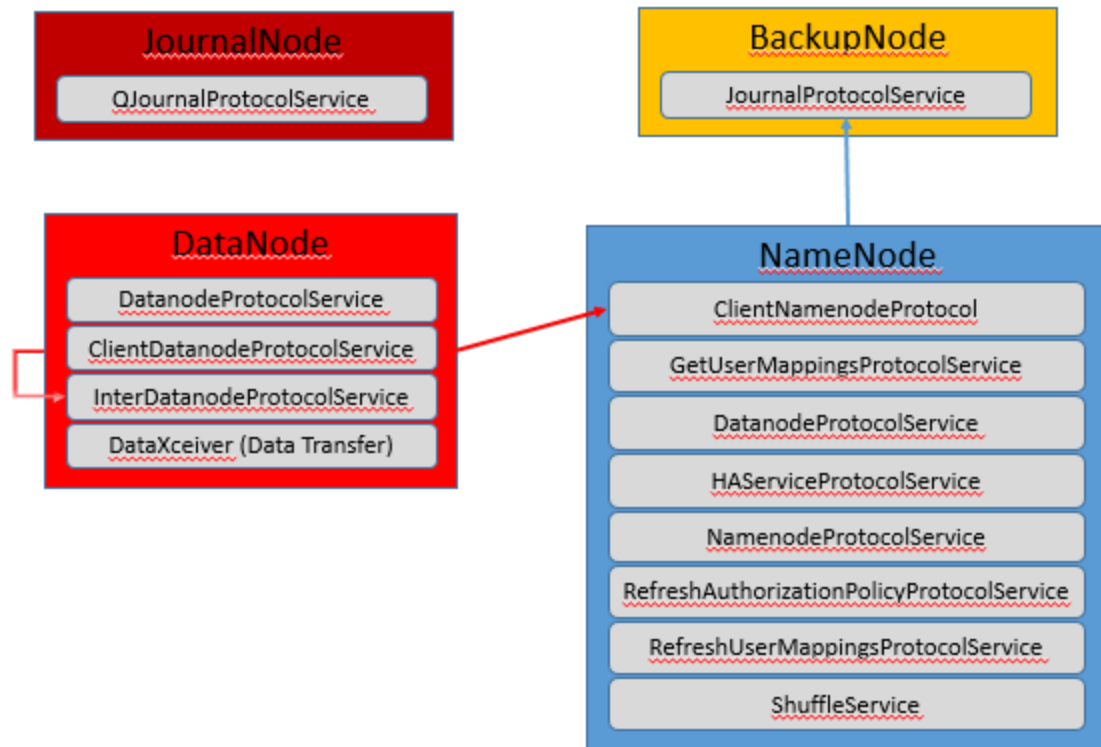 JournalNode
QJournalProtocolService
BackupNode
JournalProtocolService
DataNode
DatanodeProtocolService
ClientDatanodeProtocolService
InterDatanodeProtocolService
DataXceiver (Data Transfer)
NameNode
ClientNamenodeProtocol
GetUserMappingsProtocolService
DatanodeProtocolService
HAServiceProtocolService
NamenodeProtocolService
RefreshAuthorizationPolicyProtocolService
RefreshUserMappingsProtocolService
ShuffleService